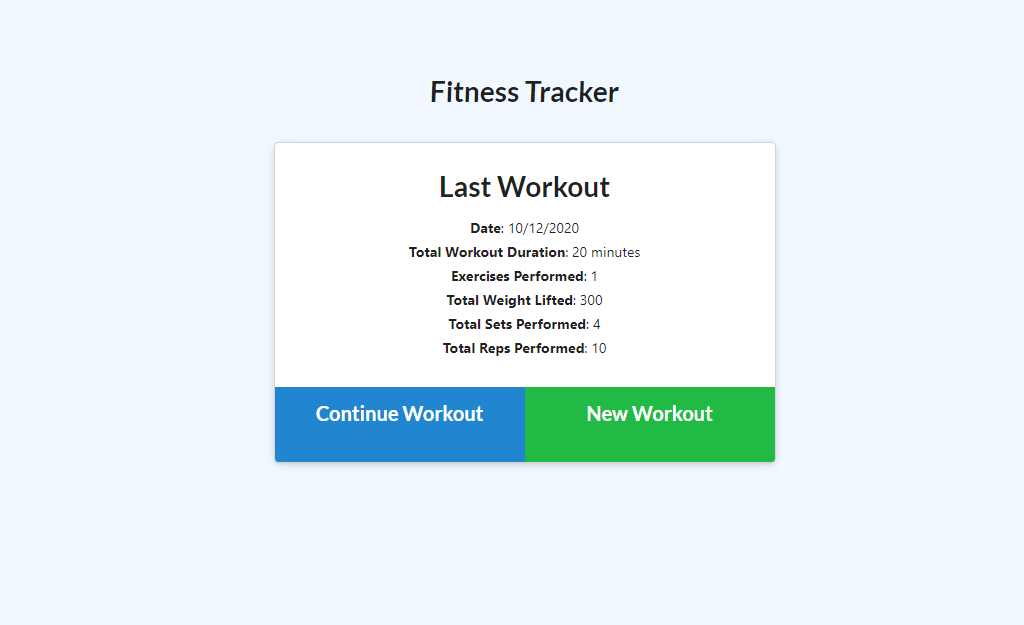 Fitness Tracker
Last Workout
Date: 10/12/2020
Total Workout Duration: 20 minutes
Exercises Performed: 1
Total Weight Lifted: 300
Total Sets Performed: 4
Total Reps Performed: 10
Continue Workout
New Workout